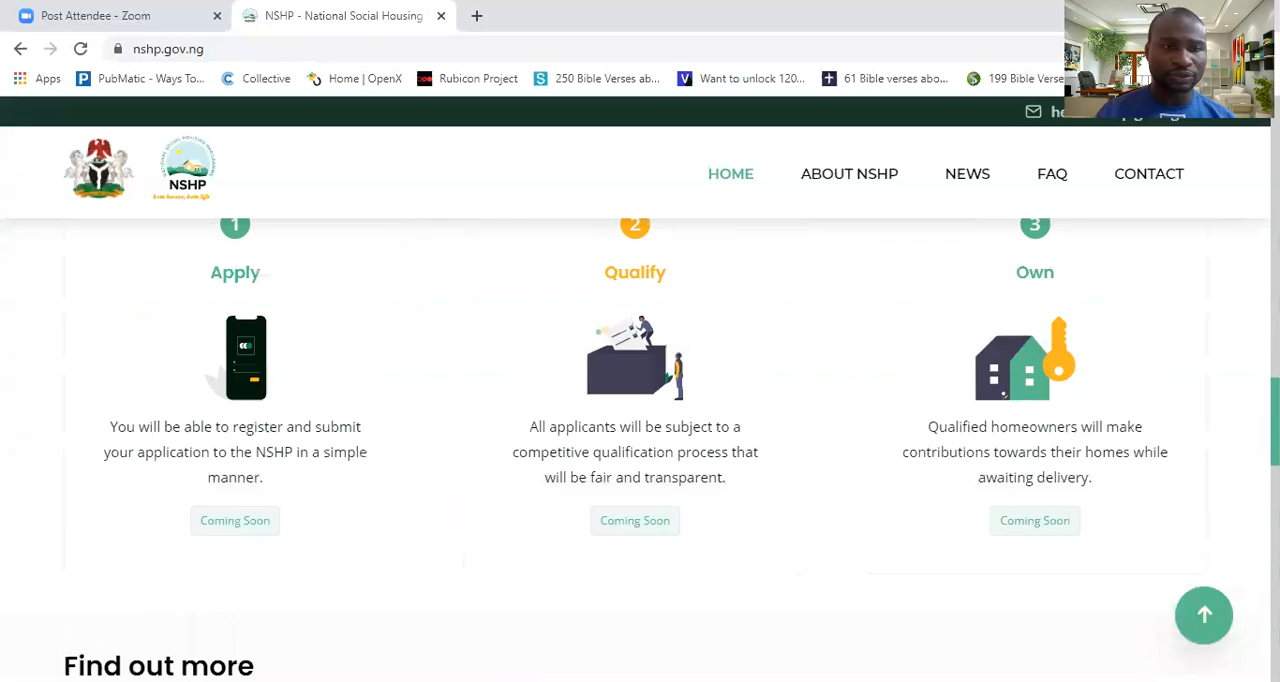 Post Attendee - Zoom
NSHP - National Social Housing
nshp.gov.ng
Apps
PubMatic - Ways To...
Collective
Home | OpenX
Rubicon Project
250 Bible Verses ab...
Want to unlock 120...
61 Bible verses abo...
199 Bible Verse
NSHP
HOME
ABOUT NSHP
NEWS
FAQ
CONTACT
1
2
3
Apply
Qualify
Own
You will be able to register and submit
your application to the NSHP in a simple
manner.
All applicants will be subject to a
competitive qualification process that
will be fair and transparent.
Qualified homeowners will make
contributions towards their homes while
awaiting delivery.
Coming Soon
Coming Soon
Coming Soon
Find out more